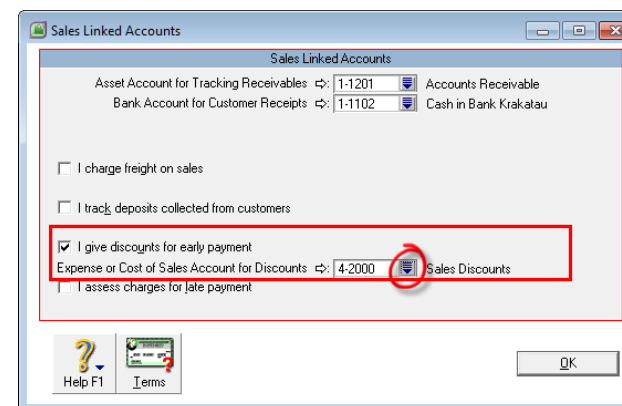 Sales Linked Accounts
Sales Linked Accounts
Asset Account for Tracking Receivables 1-1201 Accounts Receivable
Bank Account for Customer Receipts 1-1102 Cash in Bank Krakatau
I charge freight on sales
I track deposits collected from customers
I give discounts for early payment
Expense or Cost of Sales Account for Discounts 4-2000 Sales Discounts
I assess charges for late payment
Help F1 Terms
OK